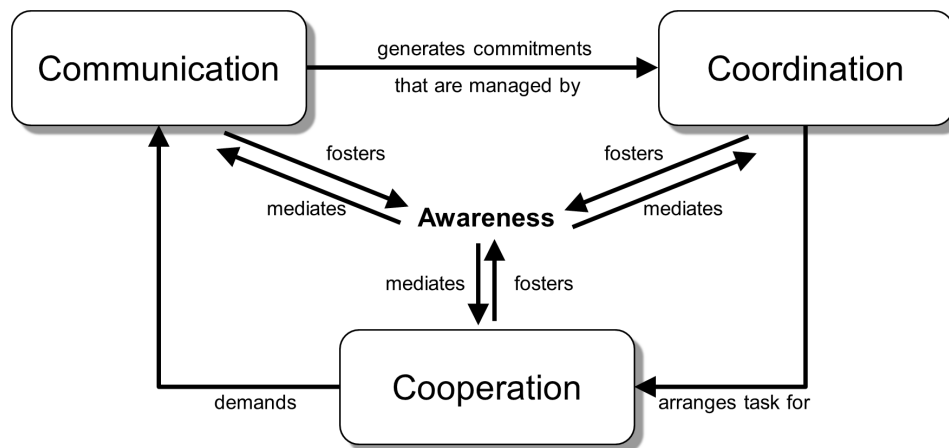 Communication
generates commitments
that are managed by
Coordination
fosters
mediates
fosters
mediates
Awareness
mediates
fosters
Cooperation
demands
arranges task for